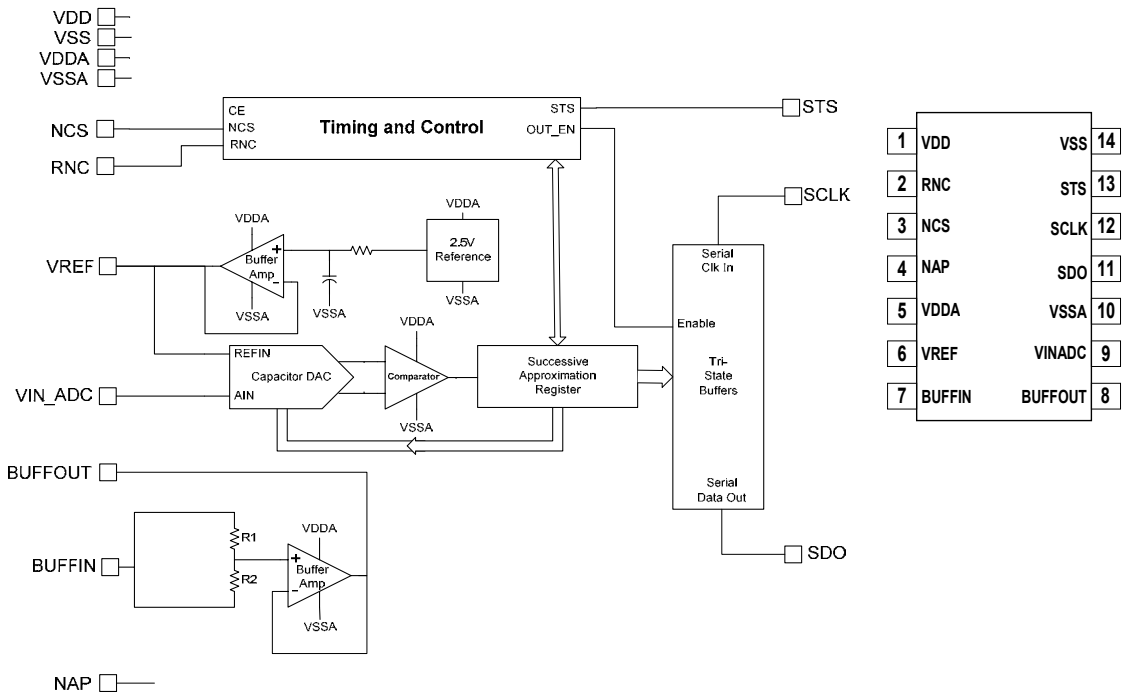 VDD
VSS
VDDA
VSSA
NCS
RNC
CE
NCS
RNC
Timing and Control
STS
OUT_EN
STS
SCLK
VREF
VDDA
Buffer
Amp
+
-
VSSA
VSSA
VDDA
2.5V
Reference
VSSA
REFIN
Capacitor DAC
AIN
VIN_ADC
VDDA
Comparator
VSSA
Successive
Approximation
Register
Serial
Clk In
Enable
Tri-
State
Buffers
Serial
Data Out
SDO
BUFFOUT
BUFFIN
R1
R2
VDDA
+
Buffer
Amp
-
VSSA
NAP
1 VDD VSS 14
2 RNC STS 13
3 NCS SCLK 12
4 NAP SDO 11
5 VDDA VSSA 10
6 VREF VINADC 9
7 BUFFIN BUFFOUT 8